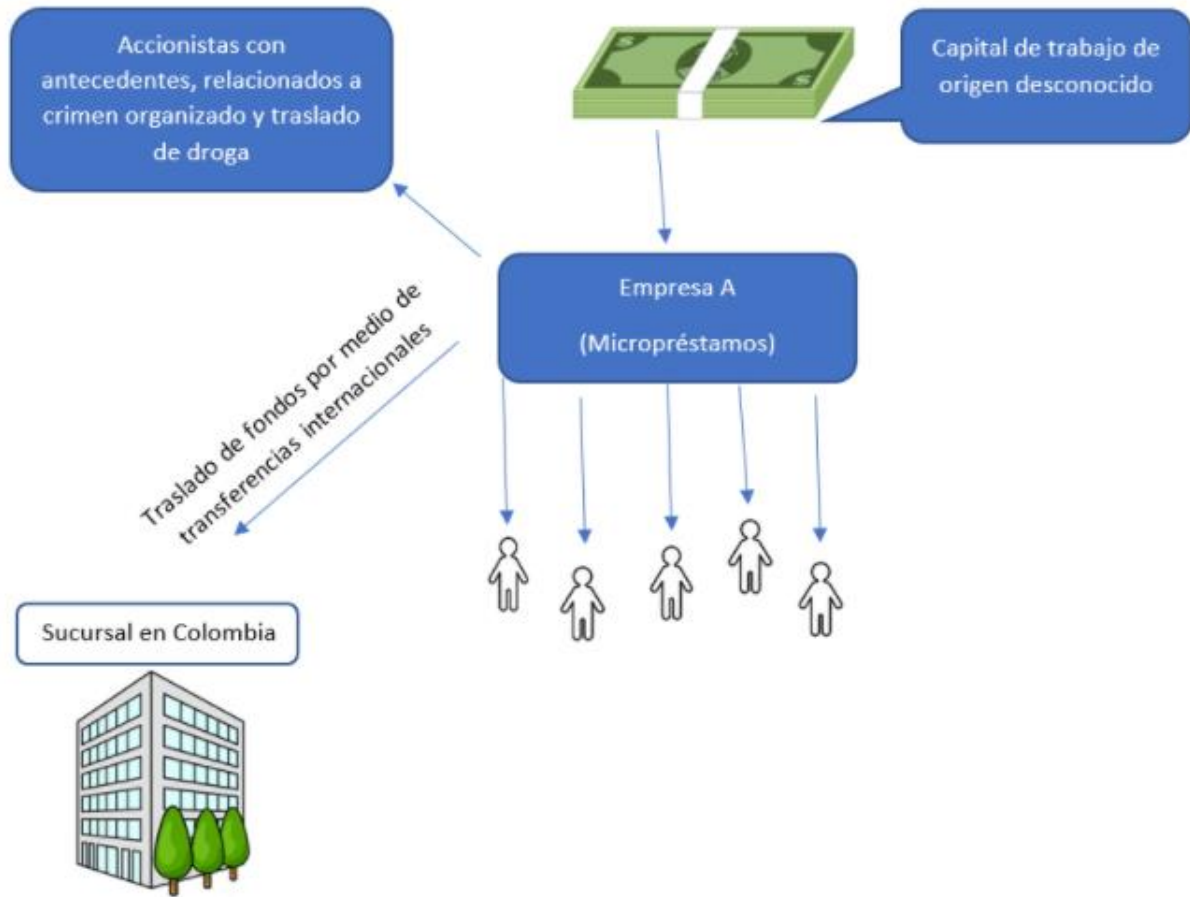 Accionistas con
antecedentes, relacionados a
crimen organizado y traslado
de droga
Capital de trabajo de
origen desconocido
Empresa A
(Micropréstamos)
Traslado de fondos por medio de
transferencias internacionales
Sucursal en Colombia